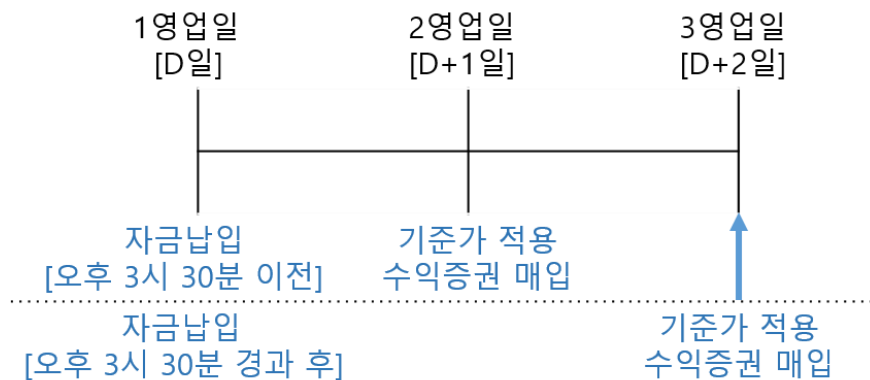 1영업일 2영업일 3영업일
[D일] [D+1일] [D+2일]
자금납입 기준가 적용
[오후 3시 30분 이전] 수익증권 매입
자금납입 기준가 적용
[오후 3시 30분 경과 후] 수익증권 매입